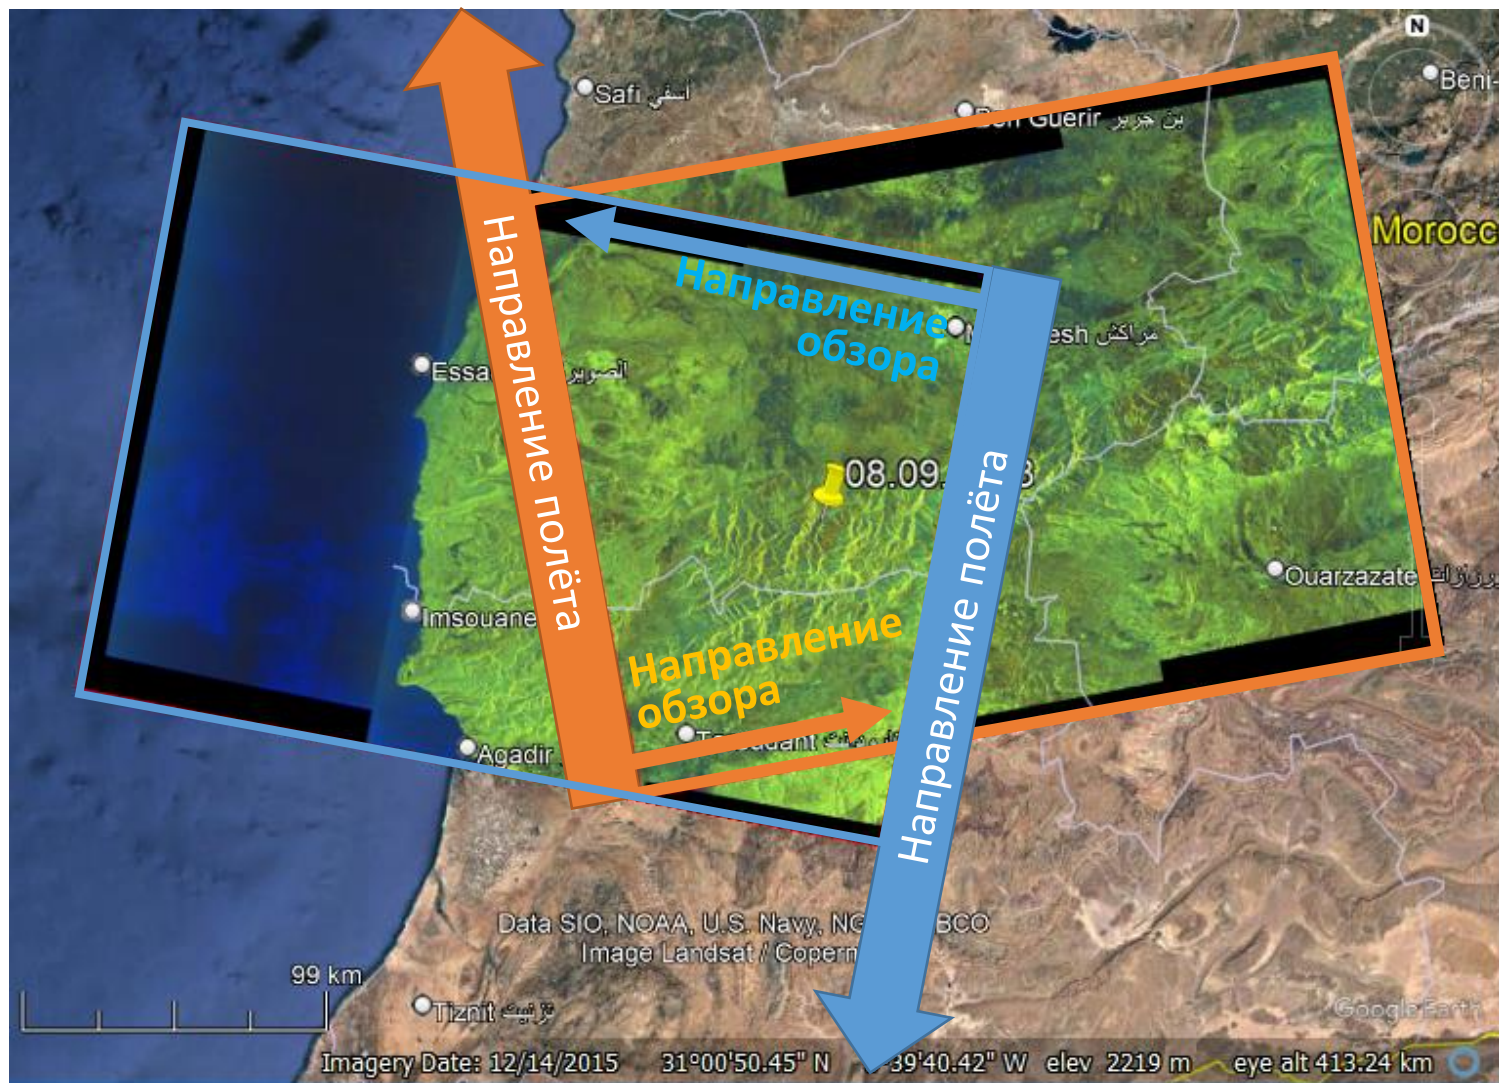 N
Safi أسفي
Beni-
Ben Guerir بن جرير
Morocc
Направление полёта
Направление
обзора
esh مراكش
Essa
الصوير
08.09.
3
Направление полёта
Ouarzazate
Imsouane
Направление
обзора
Agadir
Data SIO, NOAA, U.S. Navy, NG
BCO
Image Landsat / Copern
99 km
Tiznit تزنيت
Google Earth
Imagery Date: 12/14/2015 31°00'50.45" N
39'40.42" W elev 2219 m eye alt 413.24 km